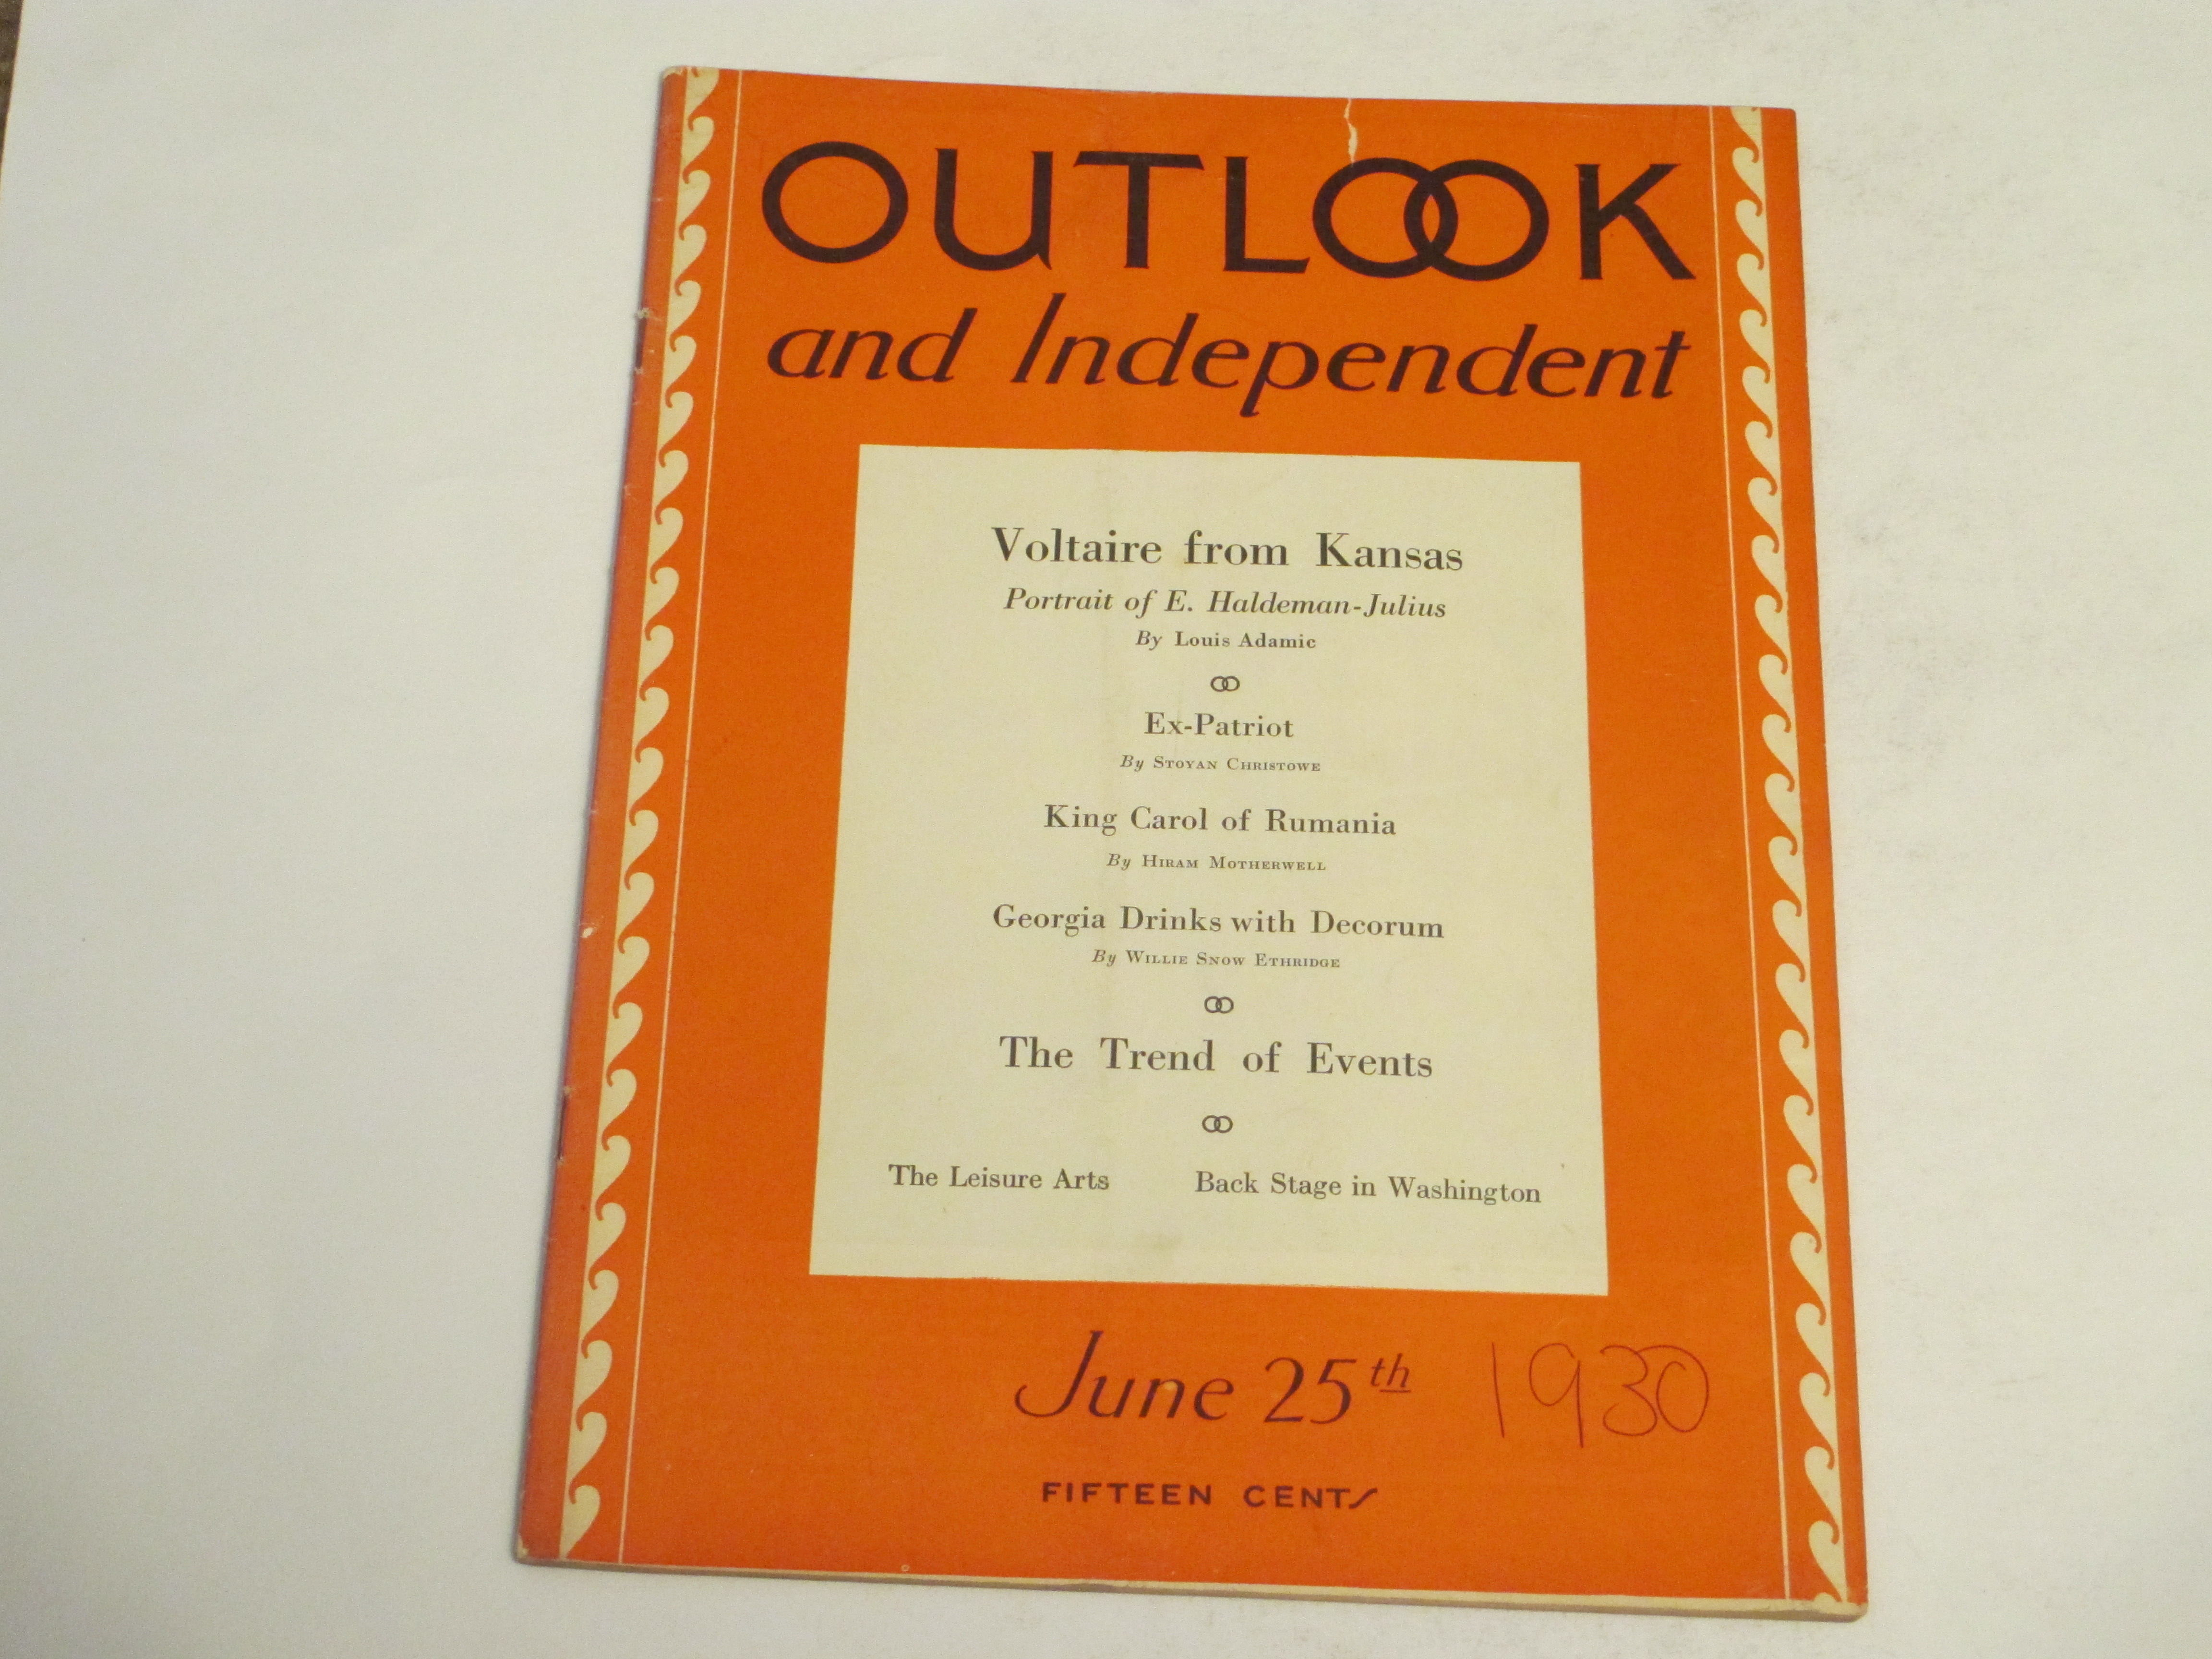 OUTLOOK
and Independent
Voltaire from Kansas
Portrait of E. Haldeman-Julius
By Louis Adamic
Ex-Patriot
By Stoyan Christowe
King Carol of Rumania
By Hiram Motherwell
Georgia Drinks with Decorum
By Willie Snow Ethridge
The Trend of Events
The Leisure Arts Back Stage in Washington
June 25th 1930
FIFTEEN CENTS